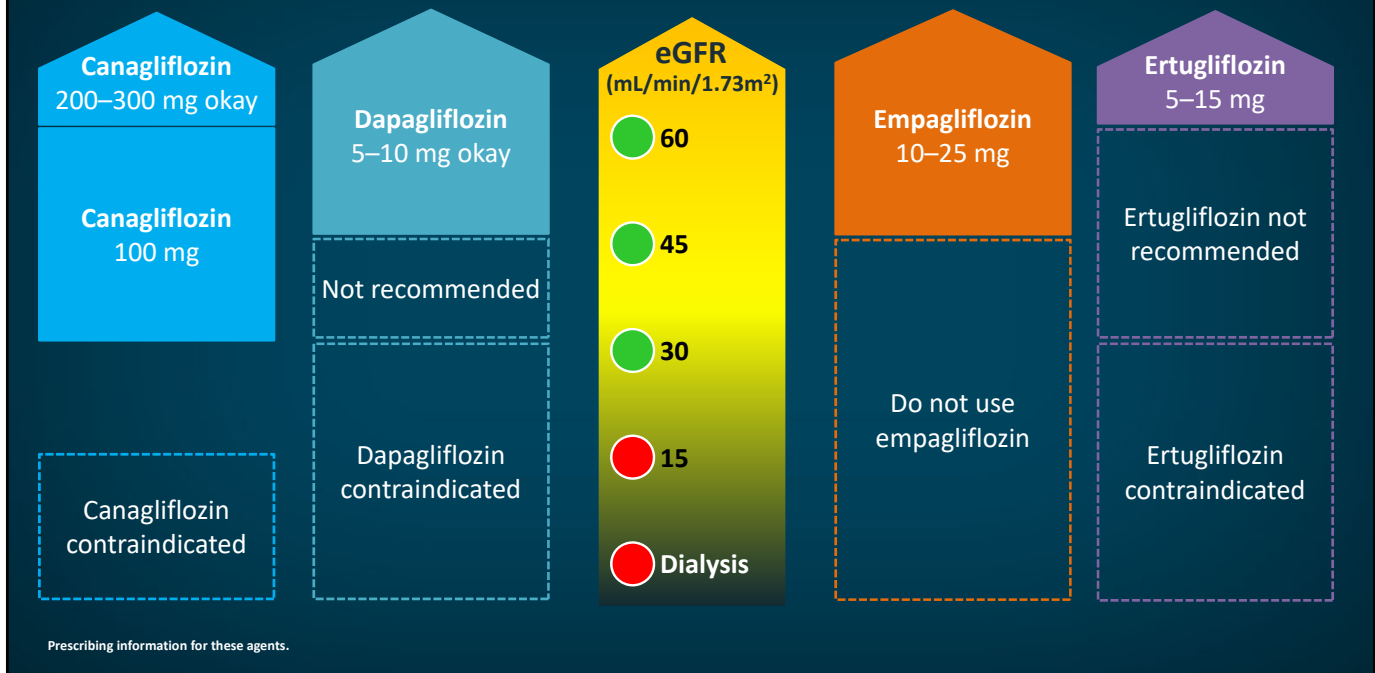 Canagliflozin
200–300 mg okay
Canagliflozin
100 mg
Canagliflozin
contraindicated
Dapagliflozin
5–10 mg okay
Not recommended
Dapagliflozin
contraindicated
eGFR
(mL/min/1.73m²)
60
45
30
15
Dialysis
Empagliflozin
10–25 mg
Do not use
empagliflozin
Ertugliflozin
5–15 mg
Ertugliflozin not
recommended
Ertugliflozin
contraindicated
Prescribing information for these agents.